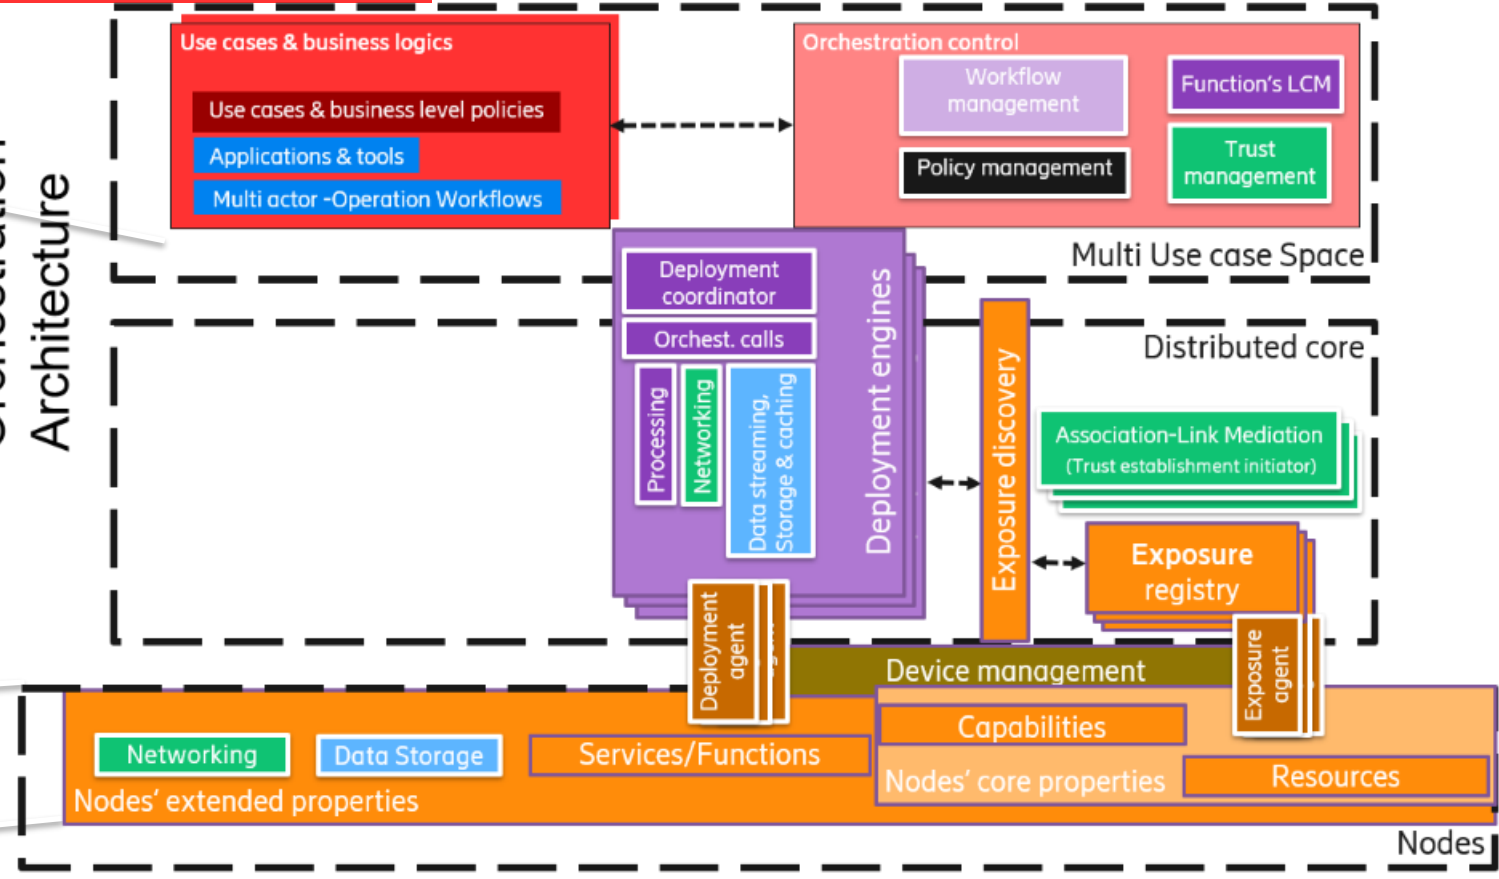 Architecture
Use cases & business logics
Use cases & business level policies
Applications & tools
Multi actor -Operation Workflows
Orchestration control
Workflow
management
Function's LCM
Policy management
Trust
management
Multi Use case Space
Deployment
coordinator
Orchest. calls
Processing
Networking
Data streaming,
Storage & caching
Deployment engines
Exposure discovery
Distributed core
Association-Link Mediation
(Trust establishment initiator)
Exposure
registry
Deployment
agent
Device management
Exposure
agent
Networking
Data Storage
Services/Functions
Nodes' extended properties
Capabilities
Nodes' core properties
Resources
Nodes